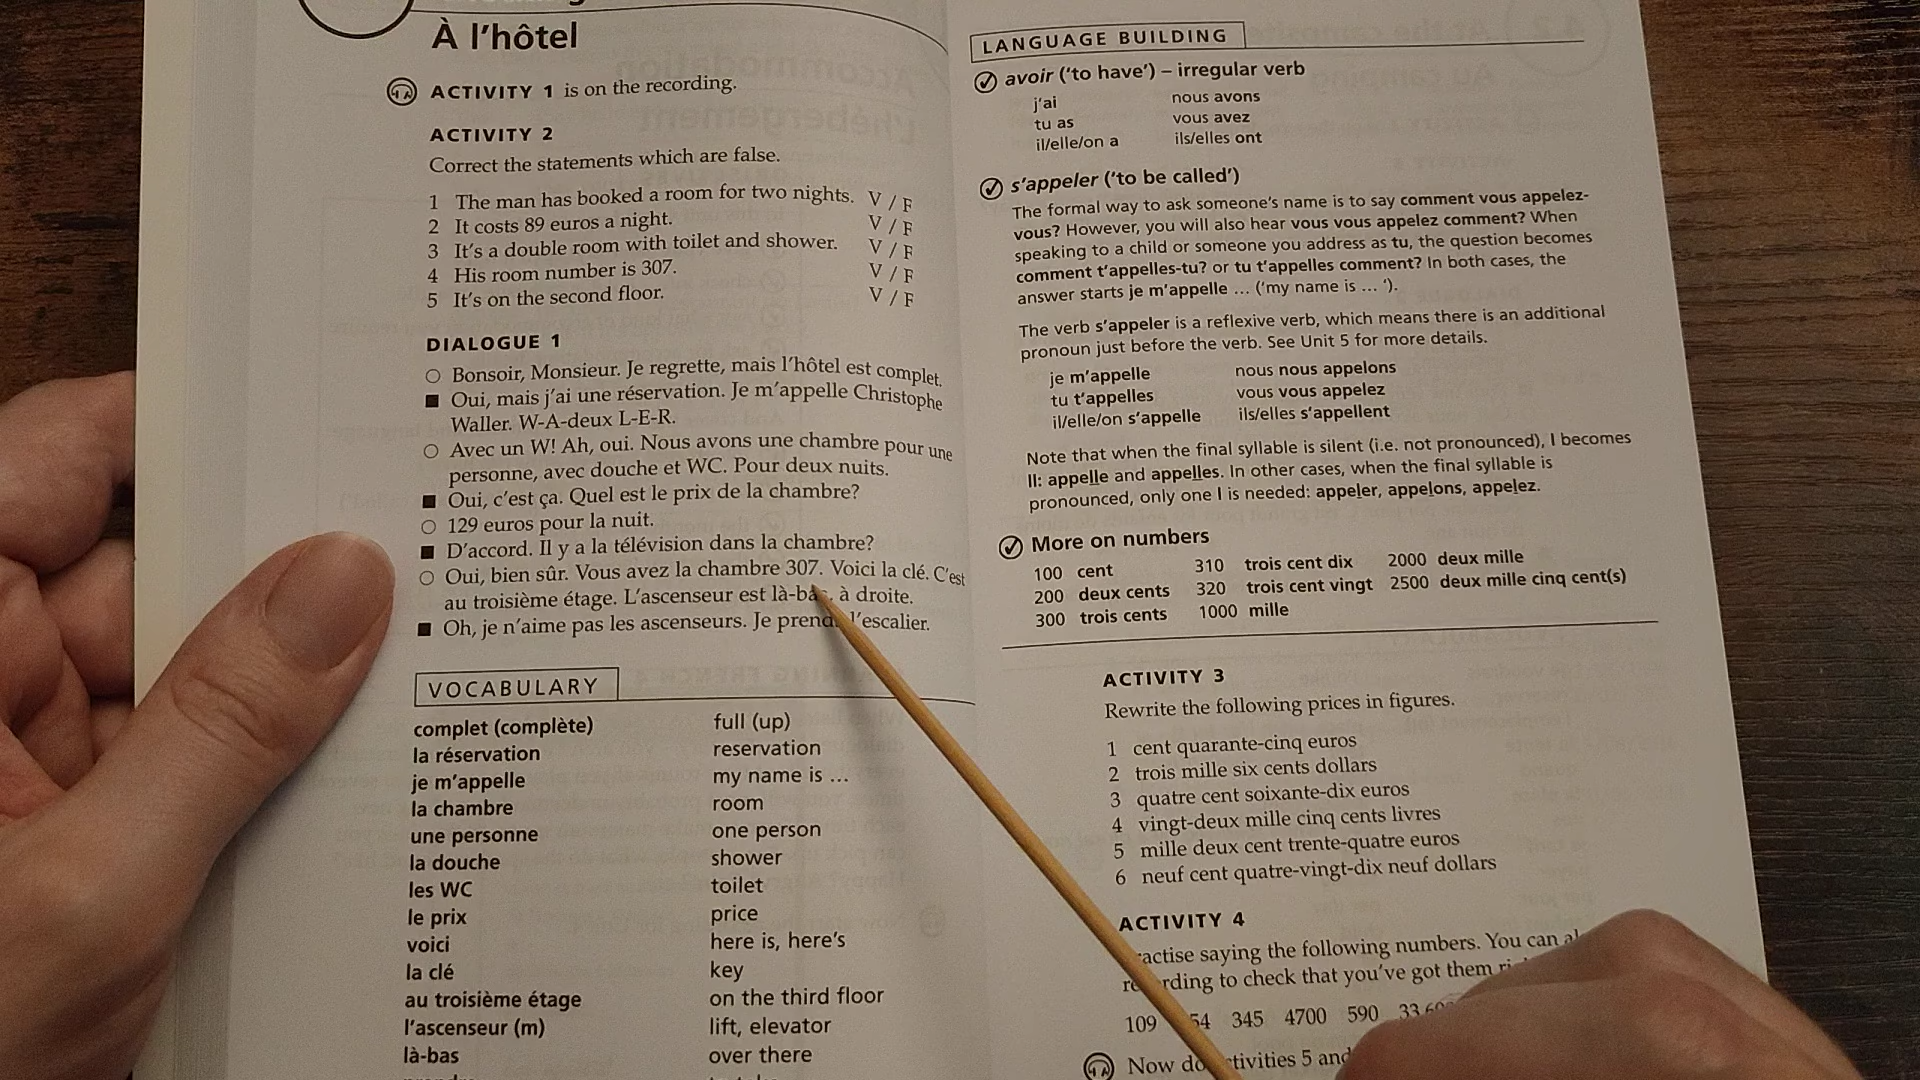 À l'hôtel
ACTIVITY 1 is on the recording.
ACTIVITY 2
Correct the statements which are false.
1 The man has booked a room for two nights. V / F
2 It costs 89 euros a night. V / F
3 It's a double room with toilet and shower. V / F
4 His room number is 307. V / F
5 It's on the second floor. V / F
DIALOGUE 1
○ Bonsoir, Monsieur. Je regrette, mais l'hôtel est complet.
■ Oui, mais j'ai une réservation. Je m'appelle Christophe
Waller. W-A-deux L-E-R.
○ Avec un W! Ah, oui. Nous avons une chambre pour une
personne, avec douche et WC. Pour deux nuits.
■ Oui, c'est ça. Quel est le prix de la chambre?
○ 129 euros pour la nuit.
■ D'accord. Il y a la télévision dans la chambre?
○ Oui, bien sûr. Vous avez la chambre 307. Voici la clé. C'est
au troisième étage. L'ascenseur est là-bas, à droite.
■ Oh, je n'aime pas les ascenseurs. Je prends l'escalier.
VOCABULARY
complet (complète) full (up)
la réservation reservation
je m'appelle my name is ...
la chambre room
une personne one person
la douche shower
les WC toilet
le prix price
voici here is, here's
la clé key
au troisième étage on the third floor
l'ascenseur (m) lift, elevator
là-bas over there
LANGUAGE BUILDING
avoir ('to have') – irregular verb
j'ai nous avons
tu as vous avez
il/elle/on a ils/elles ont
s'appeler ('to be called')
The formal way to ask someone's name is to say comment vous appelez-
vous? However, you will also hear vous vous appelez comment? When
speaking to a child or someone you address as tu, the question becomes
comment t'appelles-tu? or tu t'appelles comment? In both cases, the
answer starts je m'appelle ... ('my name is ... ').
The verb s'appeler is a reflexive verb, which means there is an additional
pronoun just before the verb. See Unit 5 for more details.
je m'appelle nous nous appelons
tu t'appelles vous vous appelez
il/elle/on s'appelle ils/elles s'appellent
Note that when the final syllable is silent (i.e. not pronounced), l becomes
ll: appelle and appelles. In other cases, when the final syllable is
pronounced, only one l is needed: appeler, appelons, appelez.
More on numbers
100 cent 310 trois cent dix 2000 deux mille
200 deux cents 320 trois cent vingt 2500 deux mille cinq cent(s)
300 trois cents 1000 mille
ACTIVITY 3
Rewrite the following prices in figures.
1 cent quarante-cinq euros
2 trois mille six cents dollars
3 quatre cent soixante-dix euros
4 vingt-deux mille cinq cents livres
5 mille deux cent trente-quatre euros
6 neuf cent quatre-vingt-dix neuf dollars
ACTIVITY 4
saying the following numbers. You can
to check that you've got them
109 345 4700 590
Now do 5 and